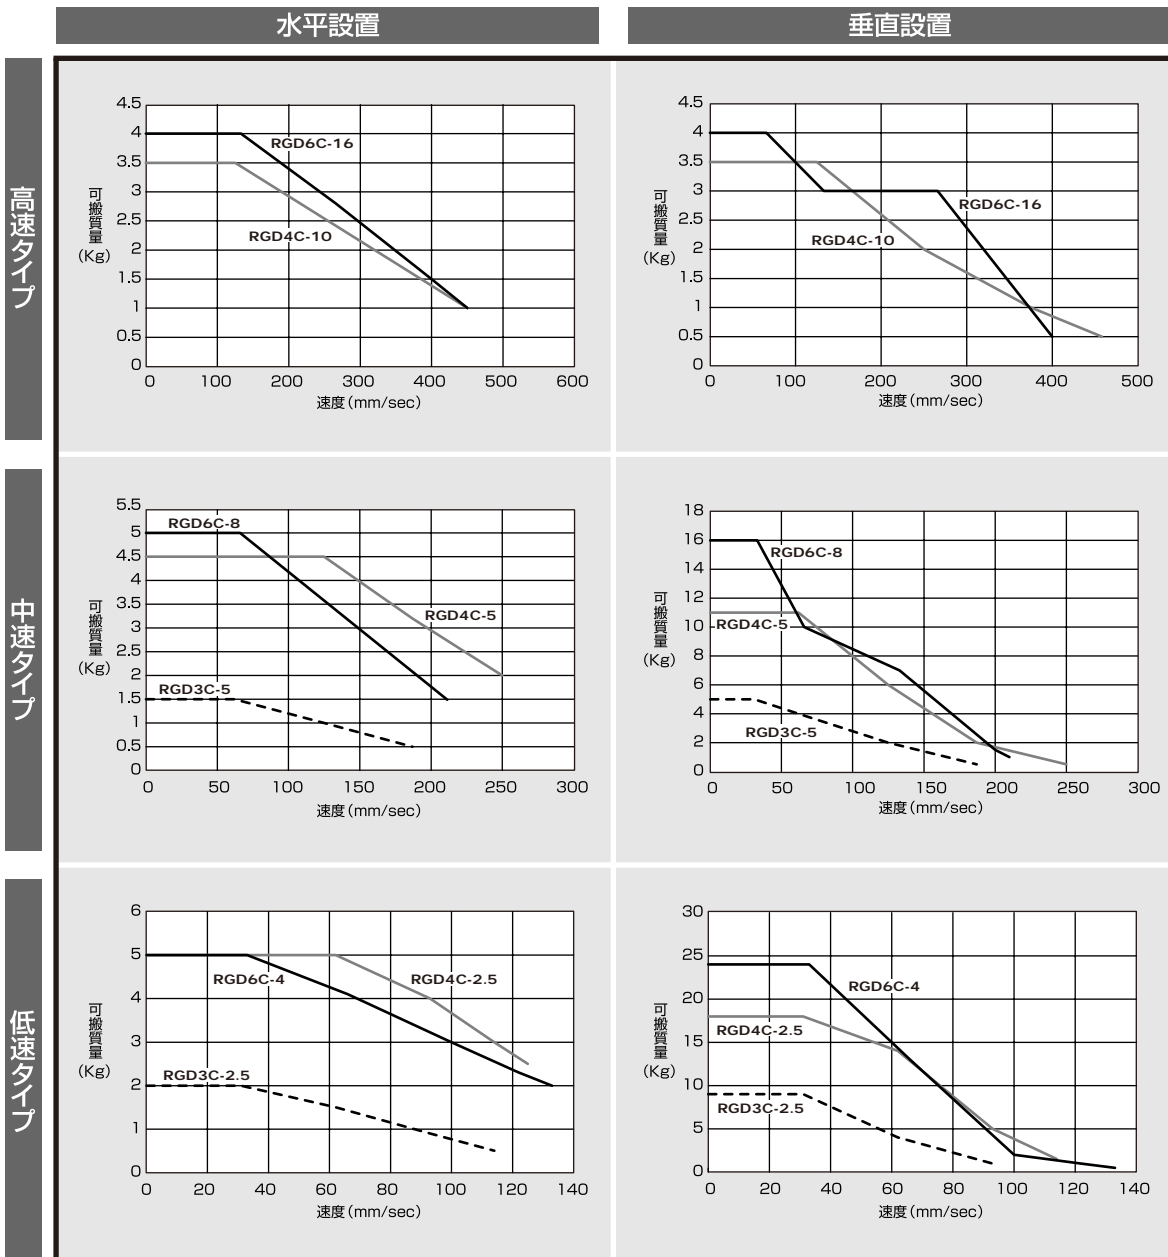 水平設置
垂直設置
高速タイプ
4.5
4
3.5
3
2.5
2
1.5
1
0.5
0
可搬質量
(Kg)
RGD6C-16
RGD4C-10
0 100 200 300 400 500 600
速度(mm/sec)
4.5
4
3.5
3
2.5
2
1.5
1
0.5
0
可搬質量
(Kg)
RGD6C-16
RGD4C-10
0 100 200 300 400 500
速度(mm/sec)
中速タイプ
5.5
5
4.5
4
3.5
3
2.5
2
1.5
1
0.5
0
可搬質量
(Kg)
RGD6C-8
RGD4C-5
RGD3C-5
0 50 100 150 200 250 300
速度(mm/sec)
18
16
14
12
10
8
6
4
2
0
可搬質量
(Kg)
RGD6C-8
RGD4C-5
RGD3C-5
0 50 100 150 200 250 300
速度(mm/sec)
低速タイプ
6
5
4
3
2
1
0
可搬質量
(Kg)
RGD6C-4
RGD4C-2.5
RGD3C-2.5
0 20 40 60 80 100 120 140
速度(mm/sec)
30
25
20
15
10
5
0
可搬質量
(Kg)
RGD6C-4
RGD4C-2.5
RGD3C-2.5
0 20 40 60 80 100 120 140
速度(mm/sec)